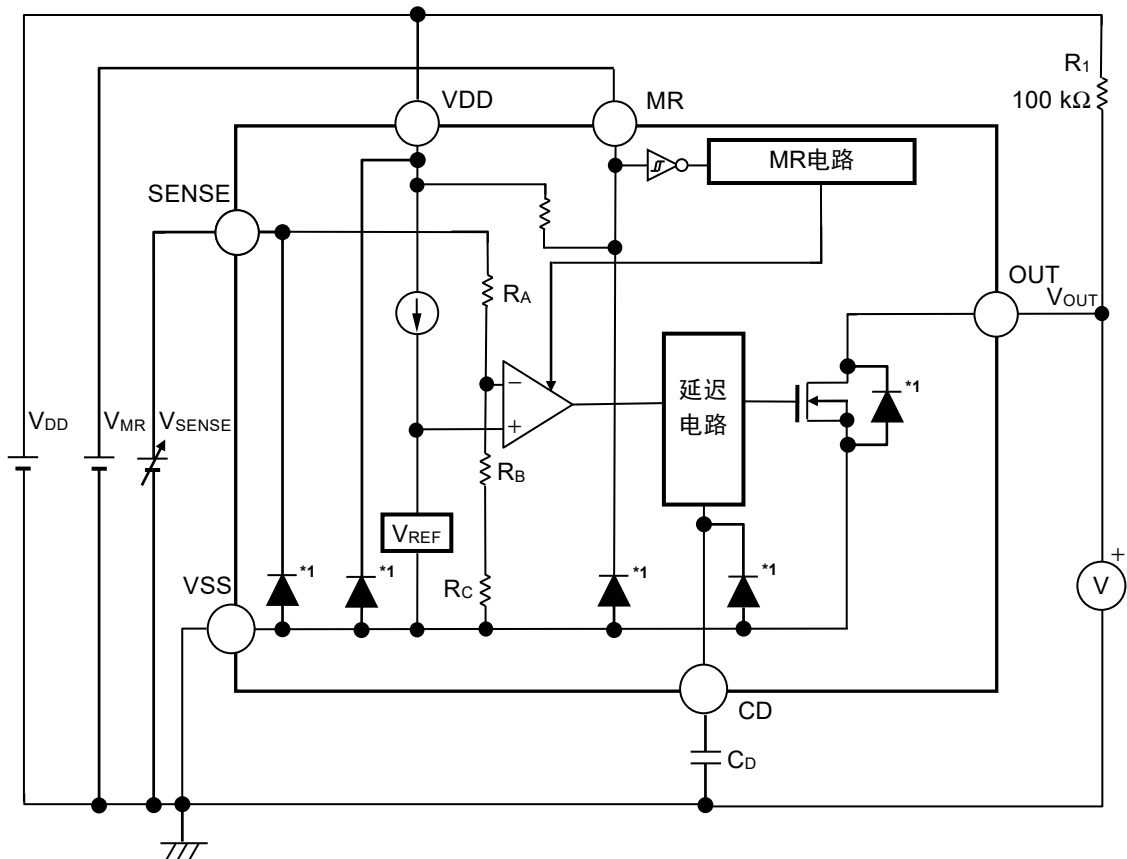 R1
100 kΩ
VDD
MR
MR电路
SENSE
RA
OUT
VOUT
延迟
电路
*1
−
+
VDD
VMR
VSENSE
RB
VREF
VSS
*1
*1
RC
*1
*1
+
V
CD
CD